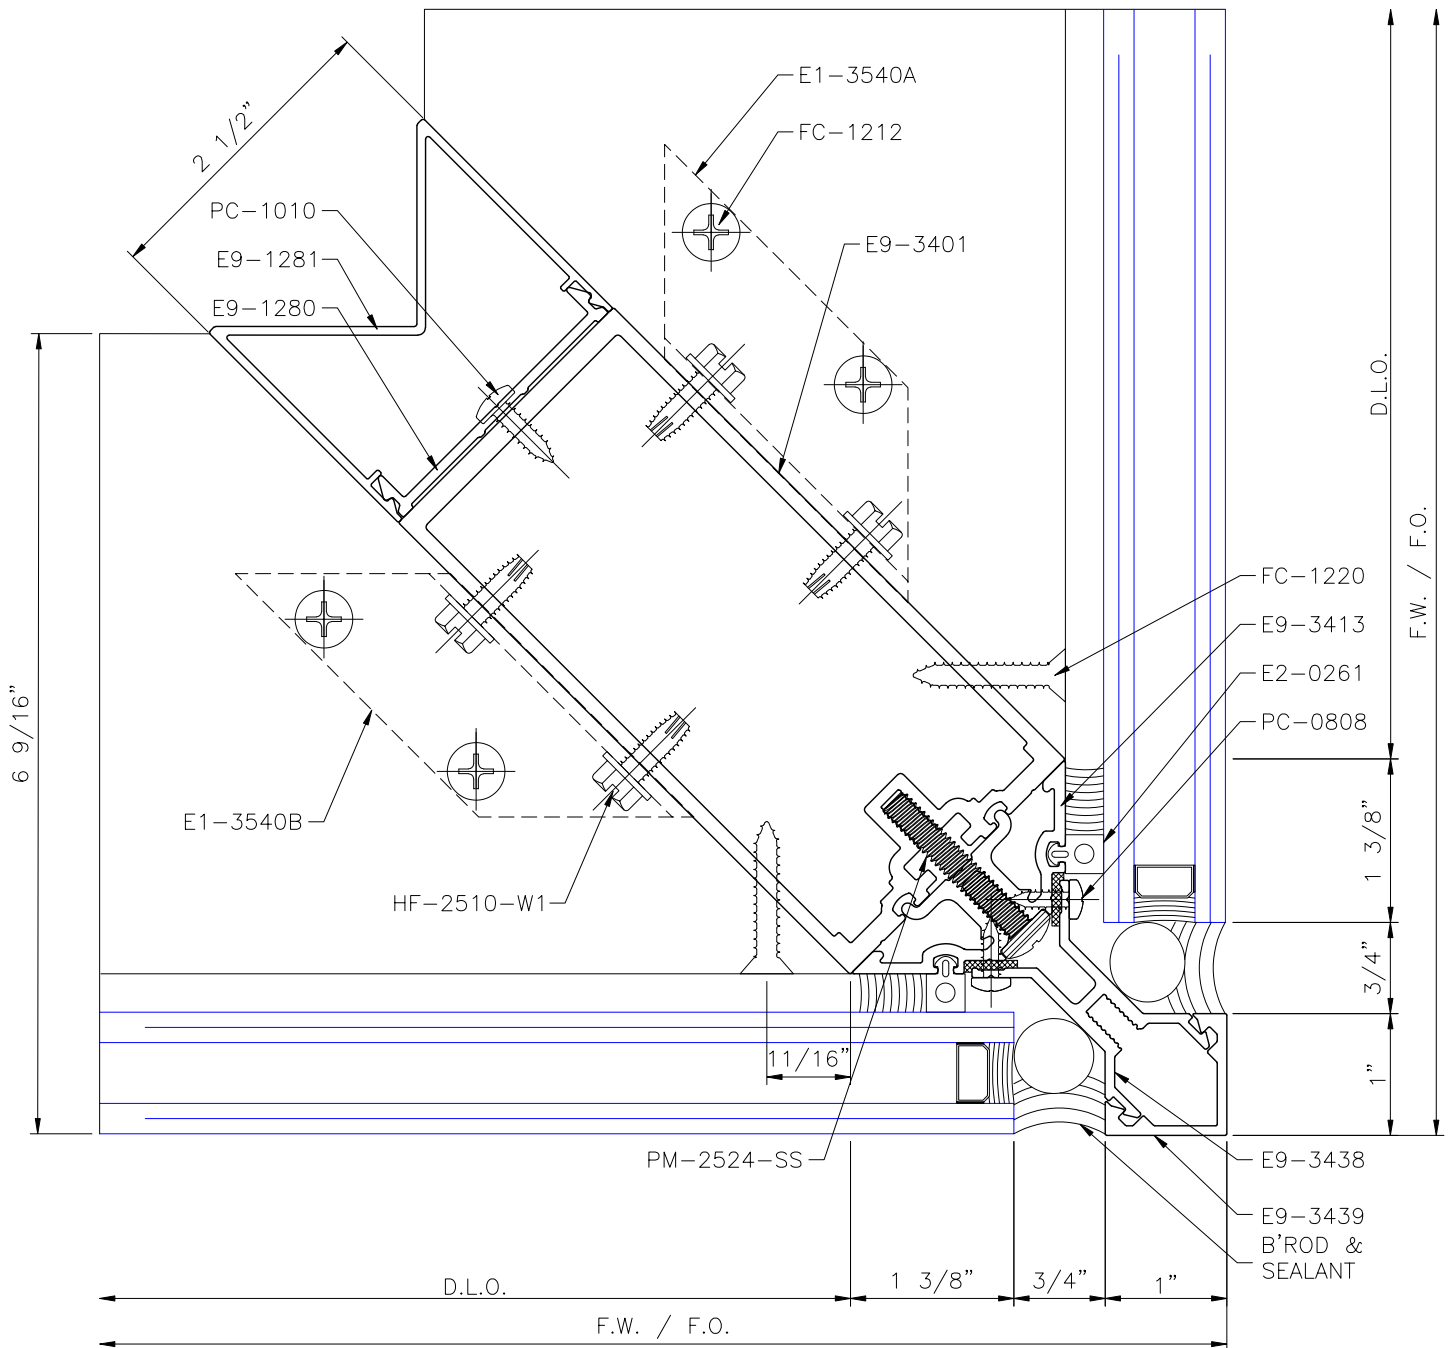 E1-3540A
FC-1212
2 1/2"
PC-1010
E9-1281
E9-1280
E9-3401
D.L.O.
F.W. / F.O.
FC-1220
E9-3413
E2-0261
PC-0808
6 9/16"
E1-3540B
HF-2510-W1
1 3/8"
3/4"
1"
11/16"
PM-2524-SS
E9-3438
E9-3439
B'ROD &
SEALANT
D.L.O.
1 3/8"
3/4"
1"
F.W. / F.O.